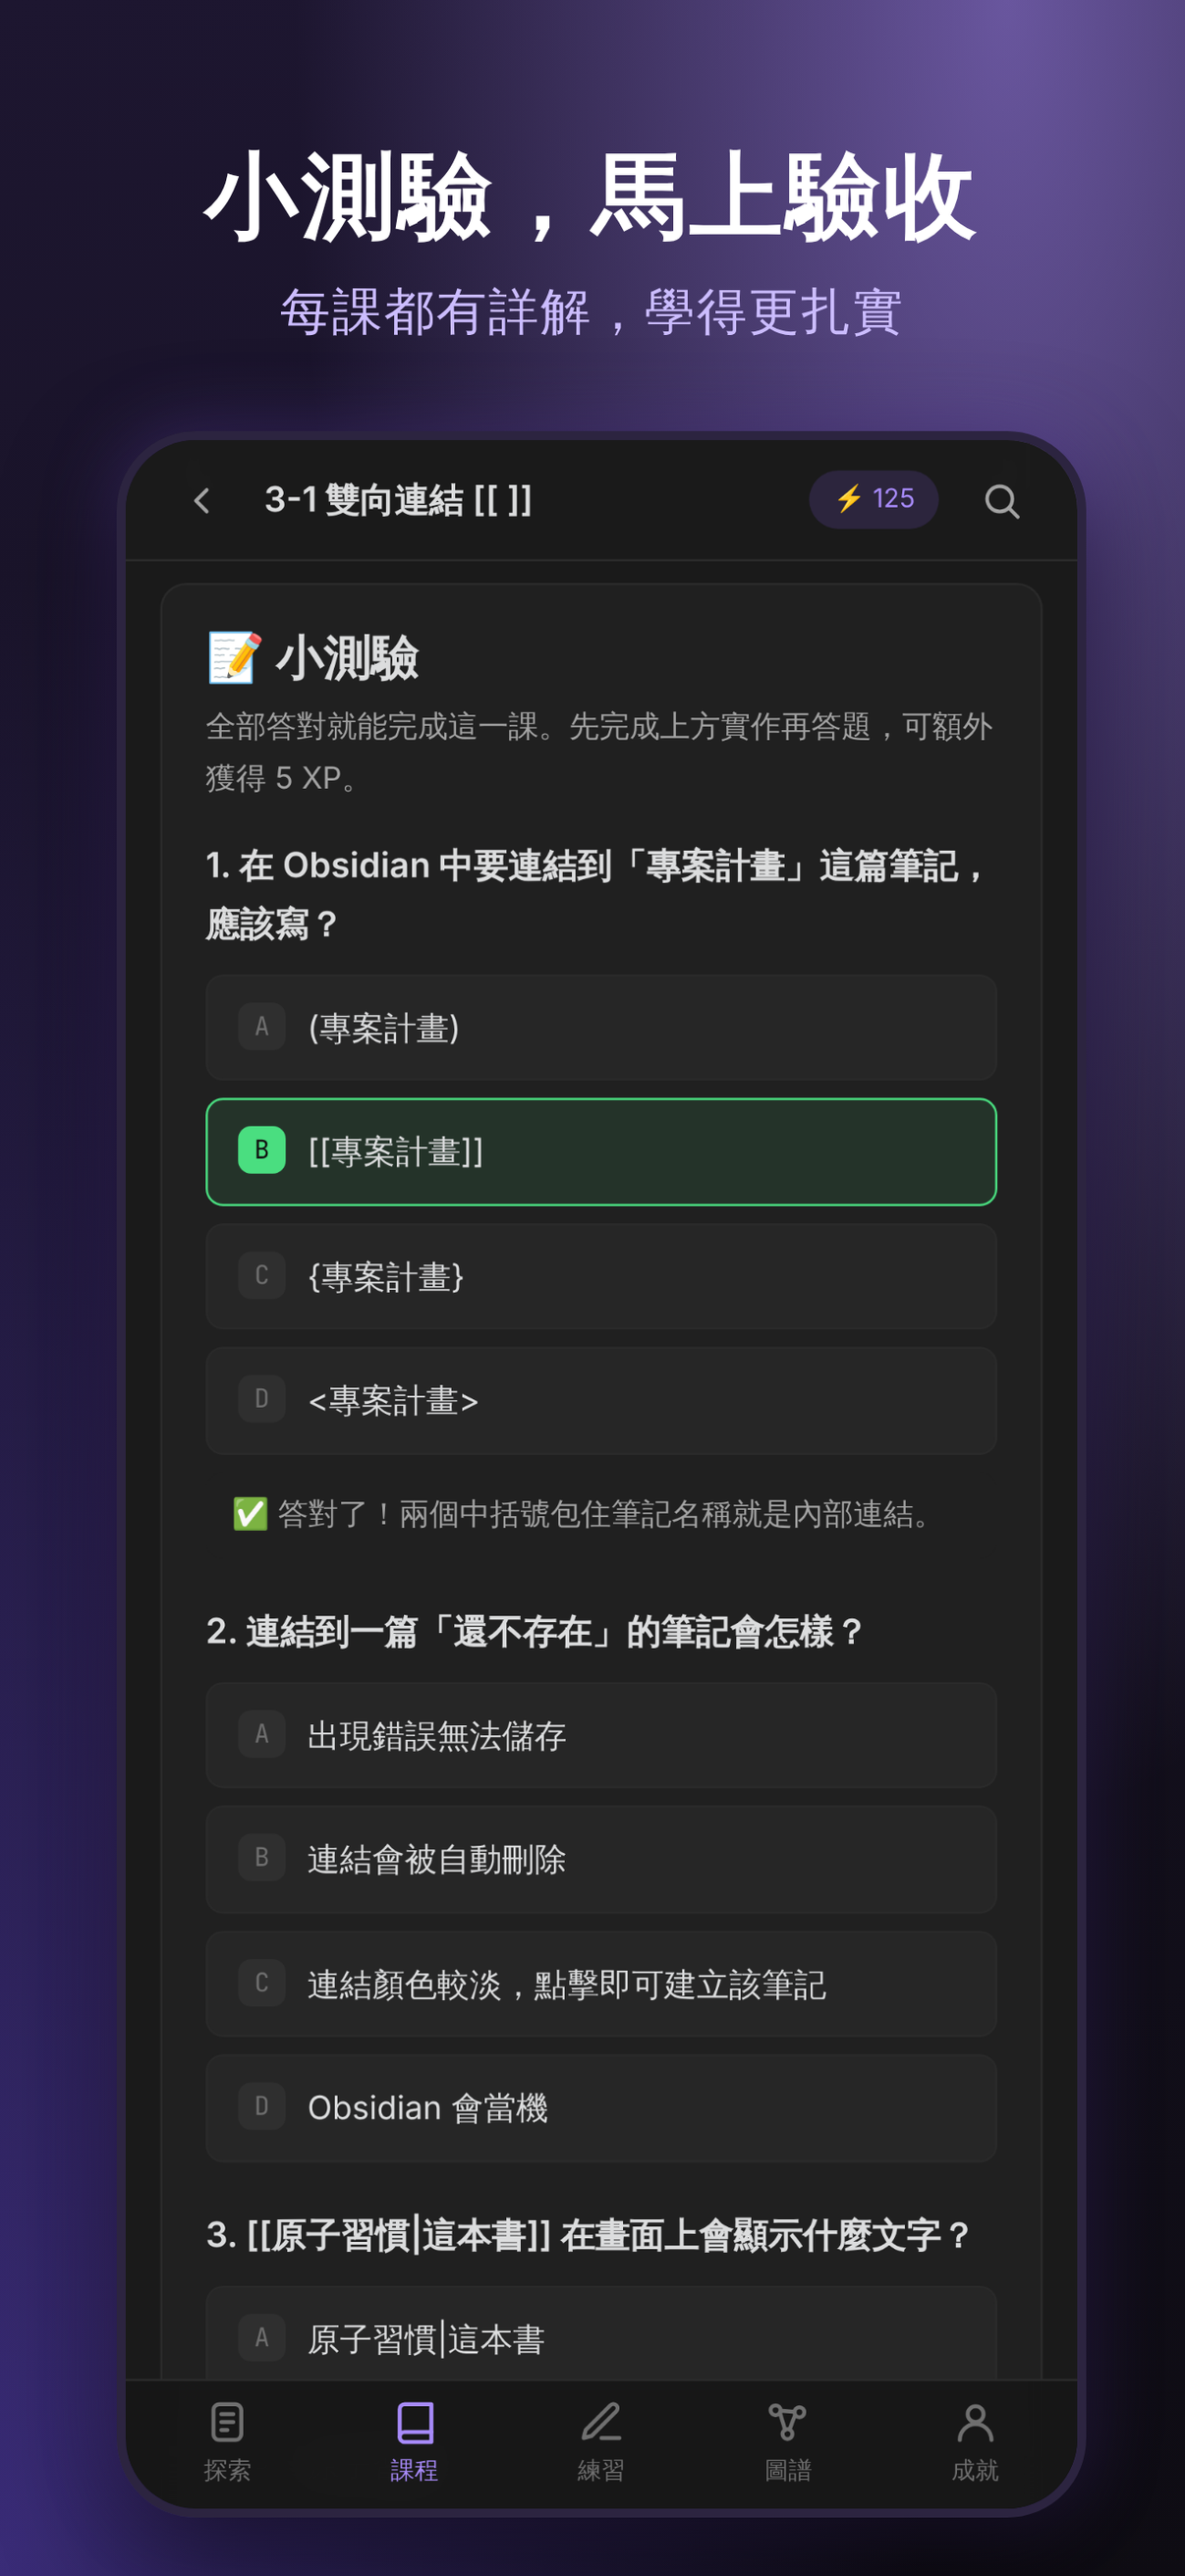 小測驗，馬上驗收
每課都有詳解，學得更扎實
3-1 雙向連結 [[ ]]
⚡ 125
📝 小測驗
全部答對就能完成這一課。先完成上方實作再答題，可額外
獲得 5 XP。
1. 在 Obsidian 中要連結到「專案計畫」這篇筆記，
應該寫？
A (專案計畫)
B [[專案計畫]]
C {專案計畫}
D <專案計畫>
✅ 答對了！兩個中括號包住筆記名稱就是內部連結。
2. 連結到一篇「還不存在」的筆記會怎樣？
A 出現錯誤無法儲存
B 連結會被自動刪除
C 連結顏色較淡，點擊即可建立該筆記
D Obsidian 會當機
3. [[原子習慣|這本書]] 在畫面上會顯示什麼文字？
A 原子習慣|這本書
探索 課程 練習 圖譜 成就